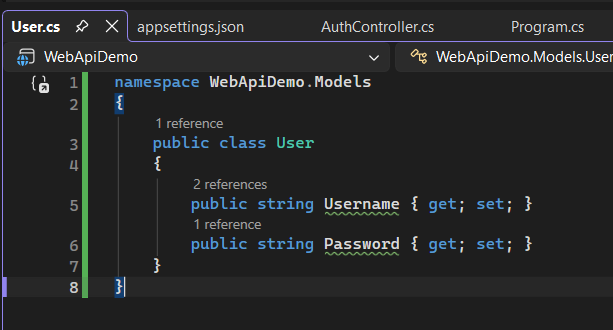 User.cs appsettings.json AuthController.cs Program.cs
WebApiDemo WebApiDemo.Models.User
1 namespace WebApiDemo.Models
2 {
1 reference
3 public class User
4 {
2 references
5 public string Username { get; set; }
1 reference
6 public string Password { get; set; }
7 }
8 }